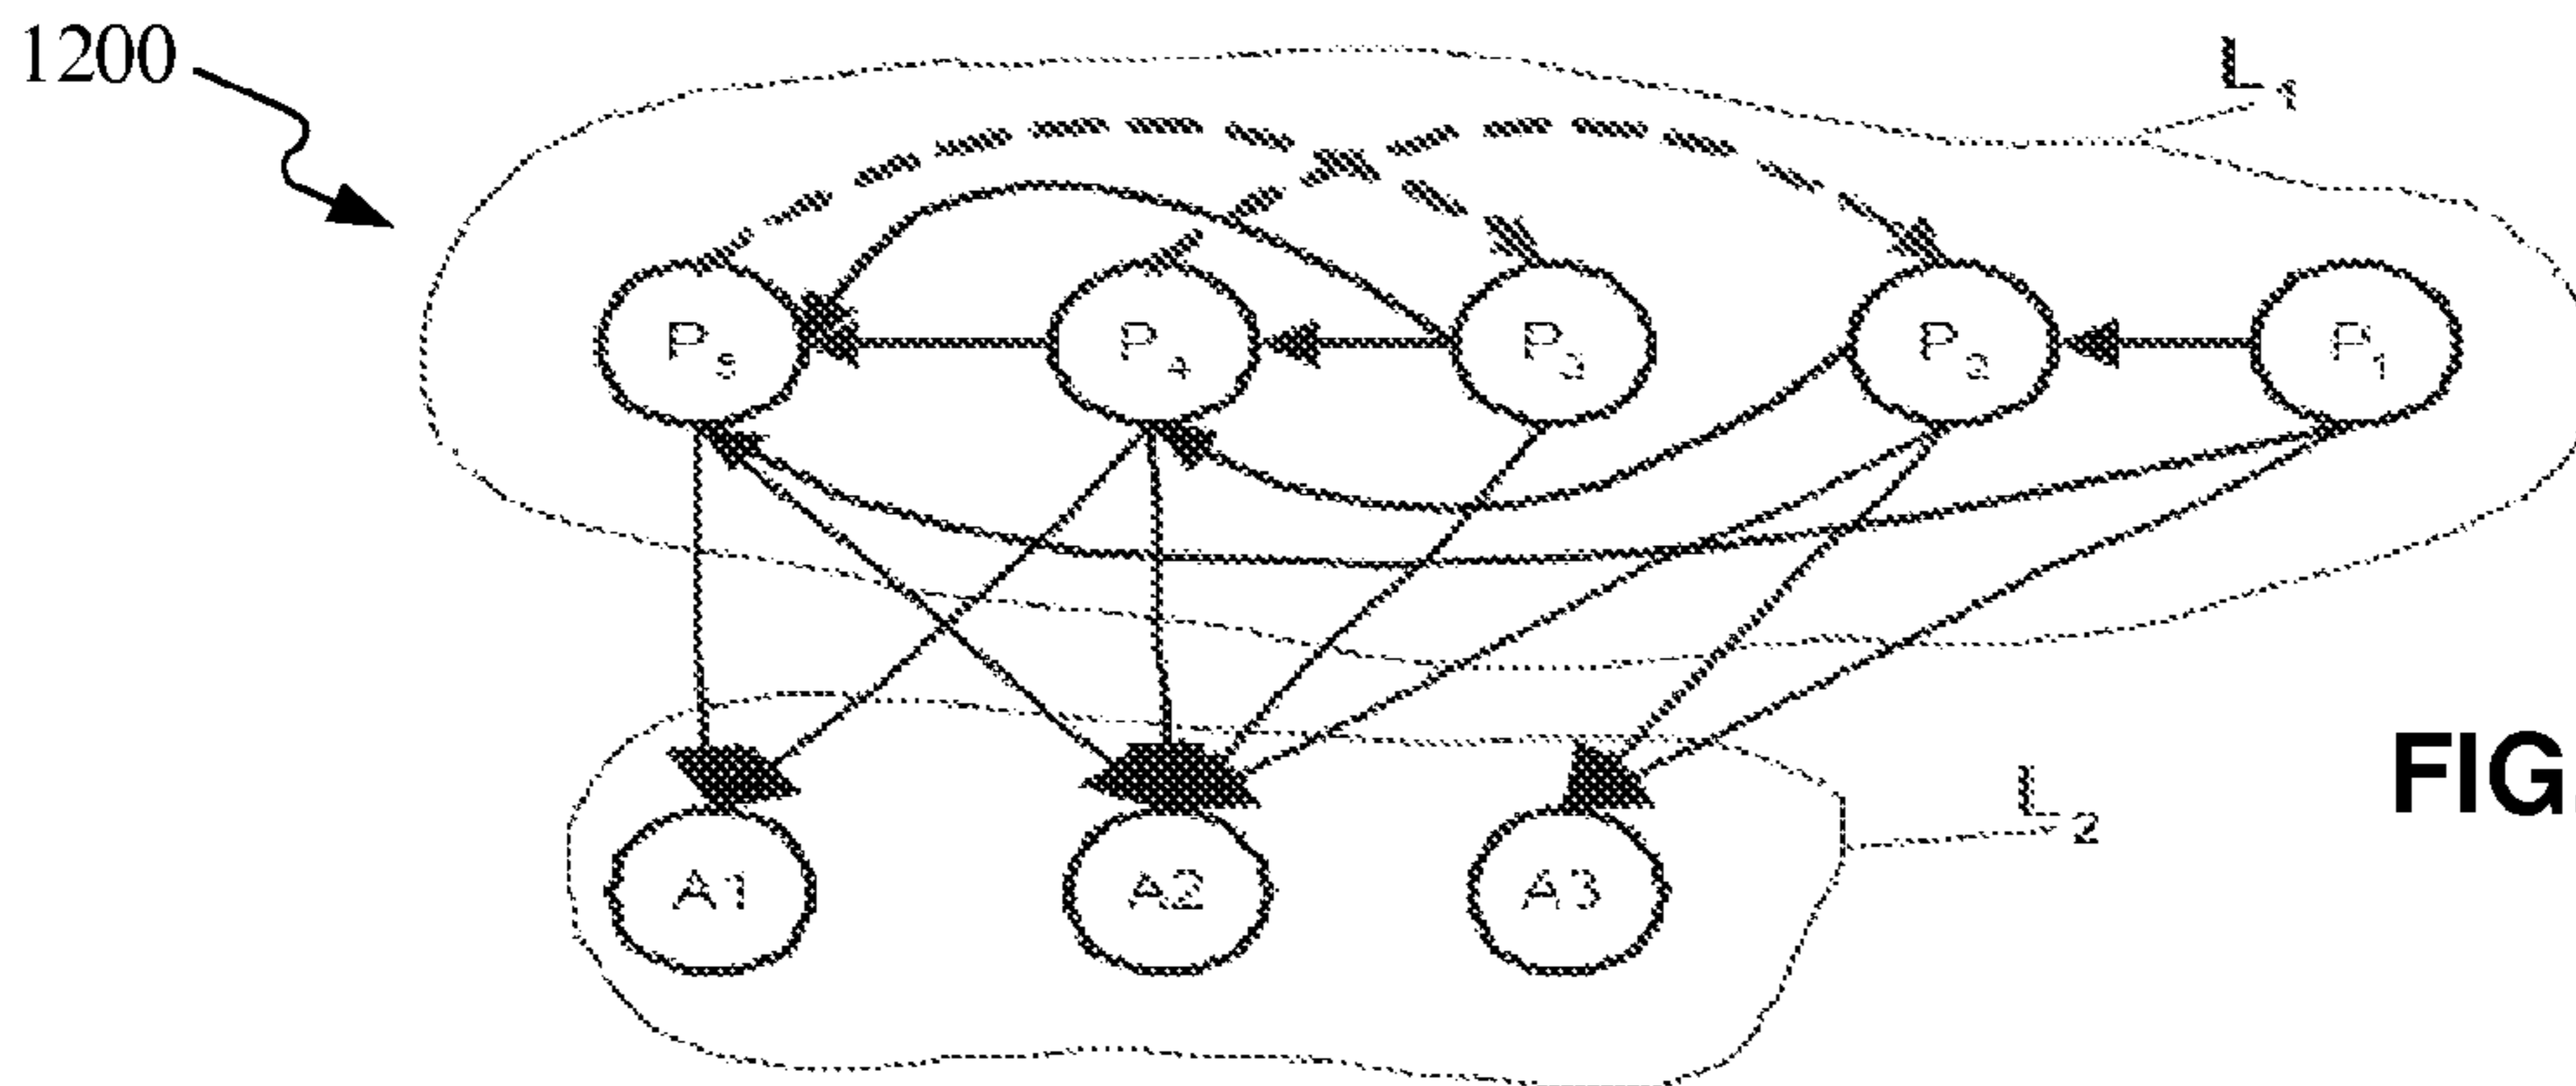 1200
L₁
P₅ P₄ P₃ P₂ P₁
FIG.
L₂
A1 A2 A3